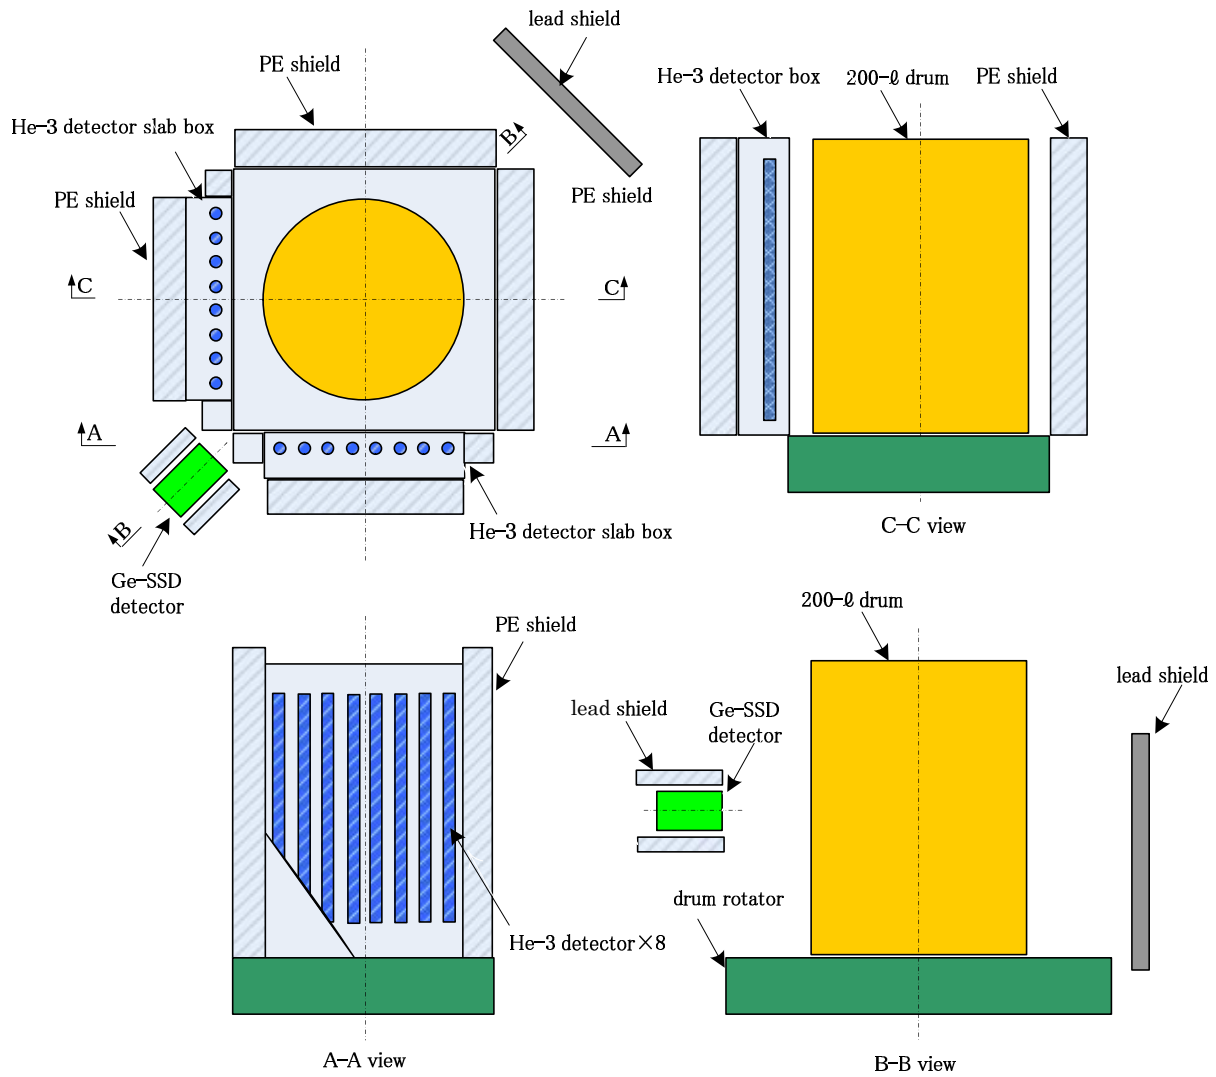 lead shield
PE shield
He-3 detector box
200-ℓ drum
PE shield
He-3 detector slab box
B
PE shield
PE shield
C
C
A
A
B
He-3 detector slab box
C-C view
Ge-SSD
detector
200-ℓ drum
PE shield
lead shield
lead shield
Ge-SSD
detector
drum rotator
He-3 detector×8
A-A view
B-B view